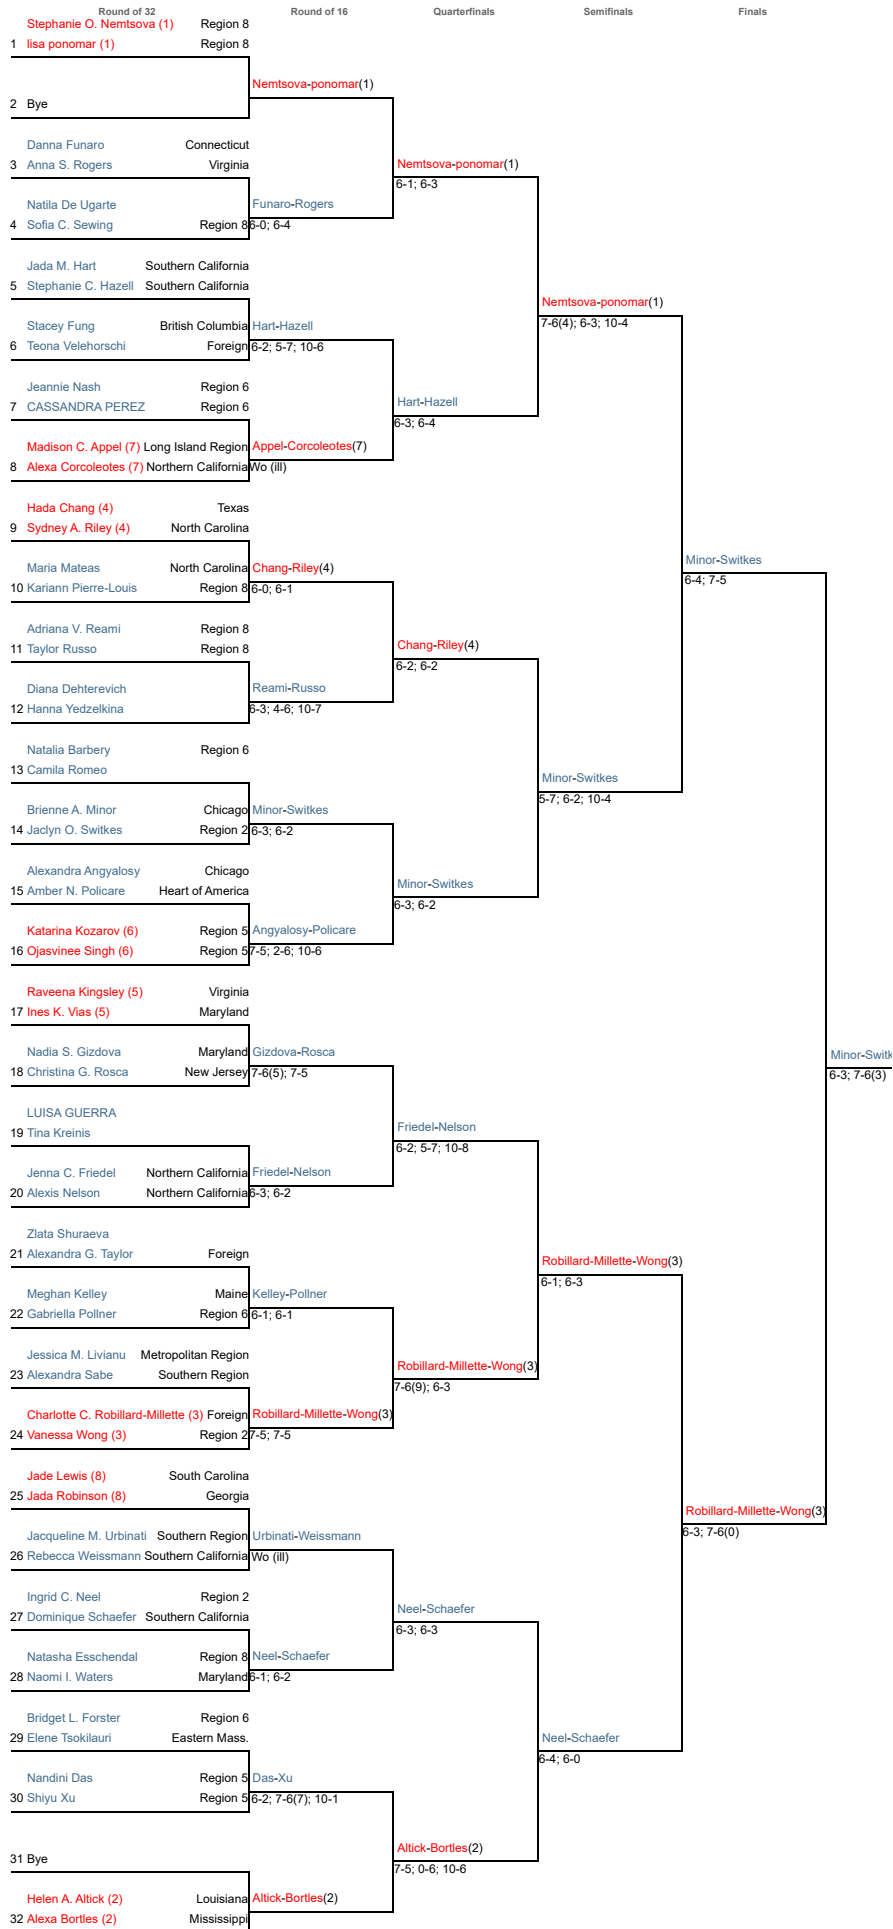 Round of 32 Round of 16 Quarterfinals Semifinals Finals
Stephanie O. Nemtsova (1) Region 8
1 lisa ponomar (1) Region 8
Nemtsova-ponomar(1)
2 Bye
Danna Funaro Connecticut
3 Anna S. Rogers Virginia Nemtsova-ponomar(1)
6-1; 6-3
Natila De Ugarte Funaro-Rogers
4 Sofia C. Sewing Region 8 6-0; 6-4
Jada M. Hart Southern California
5 Stephanie C. Hazell Southern California
Nemtsova-ponomar(1)
Stacey Fung British Columbia Hart-Hazell 7-6(4); 6-3; 10-4
6 Teona Velehorschi Foreign 6-2; 5-7; 10-6
Jeannie Nash Region 6
7 CASSANDRA PEREZ Region 6 Hart-Hazell
6-3; 6-4
Madison C. Appel (7) Long Island Region Appel-Corcoleotes(7)
8 Alexa Corcoleotes (7) Northern California Wo (ill)
Hada Chang (4) Texas
9 Sydney A. Riley (4) North Carolina
Minor-Switkes
Maria Mateas North Carolina Chang-Riley(4)
6-4; 7-5
10 Kariann Pierre-Louis Region 8 6-0; 6-1
Adriana V. Reami Region 8
11 Taylor Russo Region 8 Chang-Riley(4)
6-2; 6-2
Diana Dehterevich Reami-Russo
12 Hanna Yedzelkina 6-3; 4-6; 10-7
Natalia Barbery Region 6
13 Camila Romeo
Minor-Switkes
5-7; 6-2; 10-4
Brienne A. Minor Chicago Minor-Switkes
14 Jaclyn O. Switkes Region 2 6-3; 6-2
Alexandra Angyalosy Chicago
15 Amber N. Policare Heart of America Minor-Switkes
6-3; 6-2
Katarina Kozarov (6) Region 5 Angyalosy-Policare
16 Ojasvinee Singh (6) Region 5 7-5; 2-6; 10-6
Raveena Kingsley (5) Virginia
17 Ines K. Vias (5) Maryland
Nadia S. Gizdova Maryland Gizdova-Rosca
Minor-Switk
18 Christina G. Rosca New Jersey 7-6(5); 7-5
6-3; 7-6(3)
LUISA GUERRA
19 Tina Kreinis Friedel-Nelson
6-2; 5-7; 10-8
Jenna C. Friedel Northern California Friedel-Nelson
20 Alexis Nelson Northern California 6-3; 6-2
Zlata Shuraeva
21 Alexandra G. Taylor Foreign
Robillard-Millette-Wong(3)
6-1; 6-3
Meghan Kelley Maine Kelley-Pollner
22 Gabriella Pollner Region 6 6-1; 6-1
Jessica M. Livianu Metropolitan Region
23 Alexandra Sabe Southern Region Robillard-Millette-Wong(3)
7-6(9); 6-3
Charlotte C. Robillard-Millette (3) Foreign Robillard-Millette-Wong(3)
24 Vanessa Wong (3) Region 2 7-5; 7-5
Jade Lewis (8) South Carolina
25 Jada Robinson (8) Georgia
Robillard-Millette-Wong(3)
6-3; 7-6(0)
Jacqueline M. Urbinati Southern Region Urbinati-Weissmann
26 Rebecca Weissmann Southern California Wo (ill)
Ingrid C. Neel Region 2
27 Dominique Schaefer Southern California Neel-Schaefer
6-3; 6-3
Natasha Esschendal Region 8 Neel-Schaefer
28 Naomi I. Waters Maryland 6-1; 6-2
Bridget L. Forster Region 6
29 Elene Tsokilauri Eastern Mass. Neel-Schaefer
6-4; 6-0
Nandini Das Region 5 Das-Xu
30 Shiyu Xu Region 5 6-2; 7-6(7); 10-1
Altick-Bortles(2)
31 Bye
7-5; 0-6; 10-6
Helen A. Altick (2) Louisiana Altick-Bortles(2)
32 Alexa Bortles (2) Mississippi